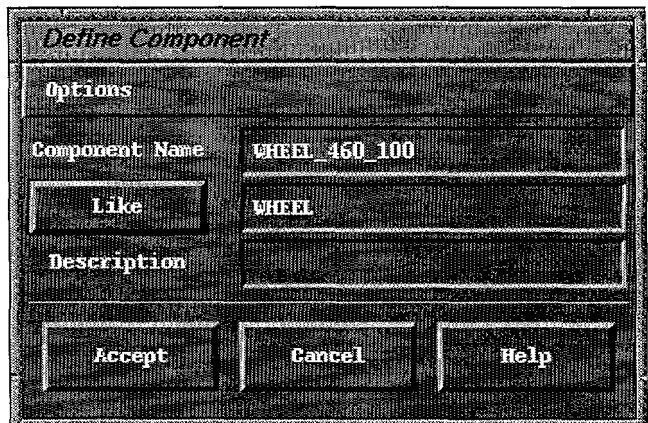 Define Component
Options
Component Name WHEEL_460_100
Like WHEEL
Description
Accept Cancel Help